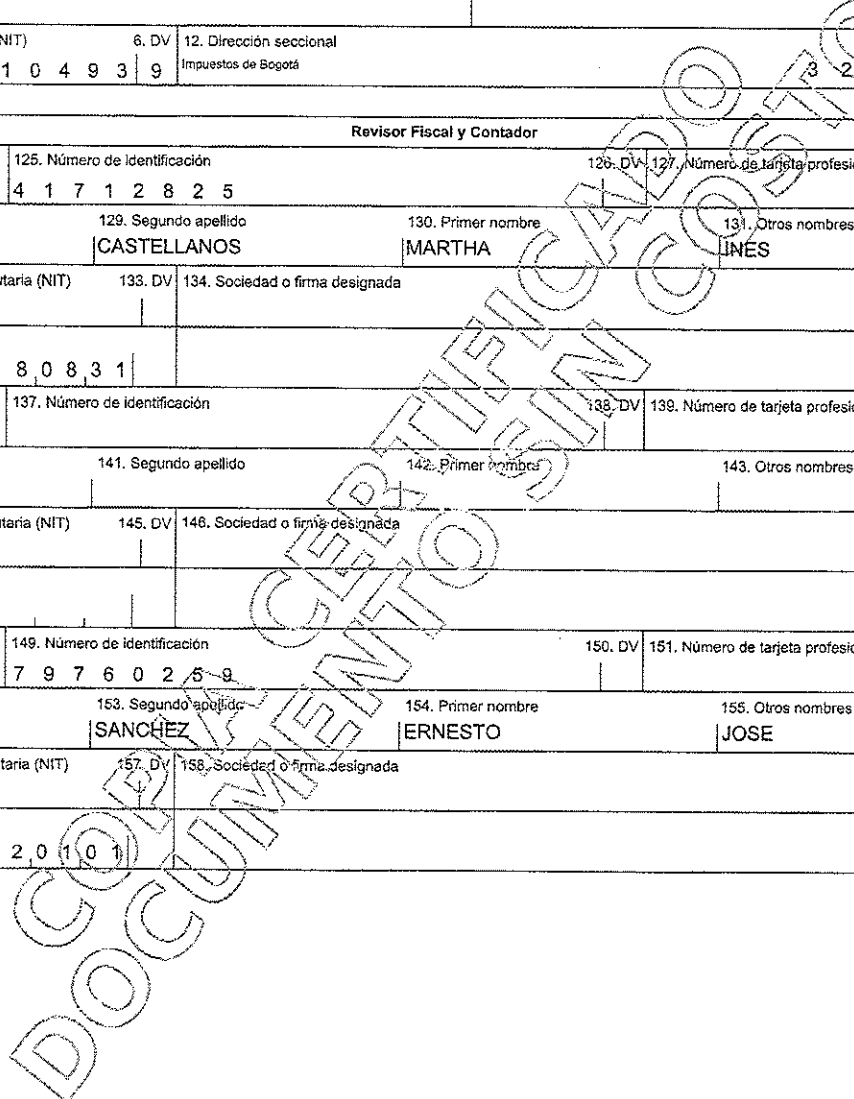 NIT) 6. DV 12. Dirección seccional
1 0 4 9 3 9 Impuestos de Bogotá 3 2
Revisor Fiscal y Contador
125. Número de identificación 126. DV 127. Número de tarjeta profesio
4 1 7 1 2 8 2 5
129. Segundo apellido 130. Primer nombre 131. Otros nombres
CASTELLANOS MARTHA INES
utaria (NIT) 133. DV 134. Sociedad o firma designada
8 0 8 3 1
137. Número de identificación 138. DV 139. Número de tarjeta profesio
141. Segundo apellido 142. Primer nombre 143. Otros nombres
utaria (NIT) 145. DV 146. Sociedad o firma designada
149. Número de identificación 150. DV 151. Número de tarjeta profesio
7 9 7 6 0 2 5 9
153. Segundo apellido 154. Primer nombre 155. Otros nombres
SANCHEZ ERNESTO JOSE
taria (NIT) 157. DV 158. Sociedad o firma designada
2 0 1 0 1
COPIA CERTIFICADO
DOCUMENTO SIN COSTO